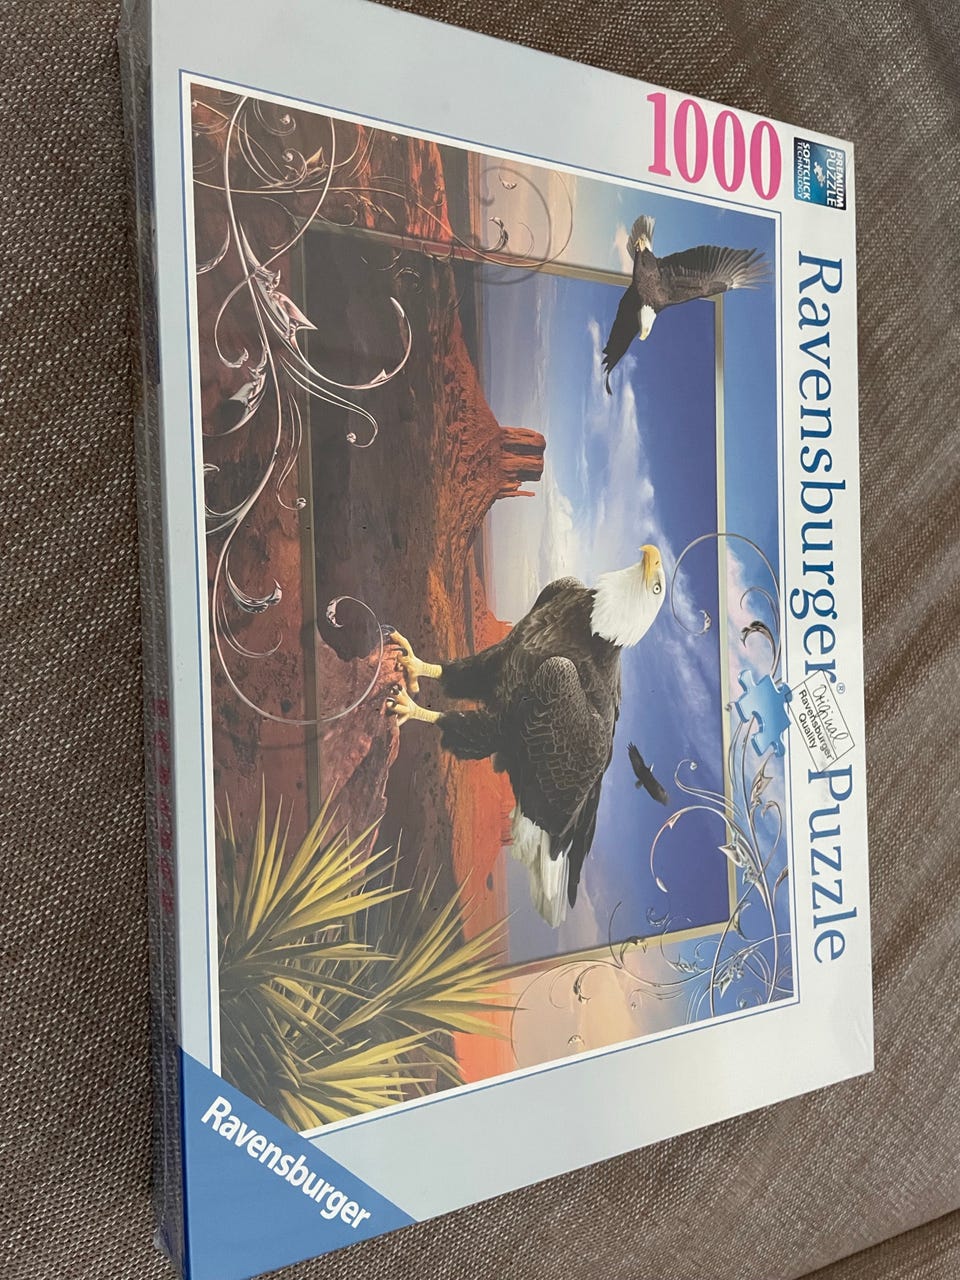 1000
PREMIUM
PUZZLE
SOFTCLICK
TECHNOLOGY
Ravensburger® Puzzle
Original
Ravensburger
Quality
Ravensburger